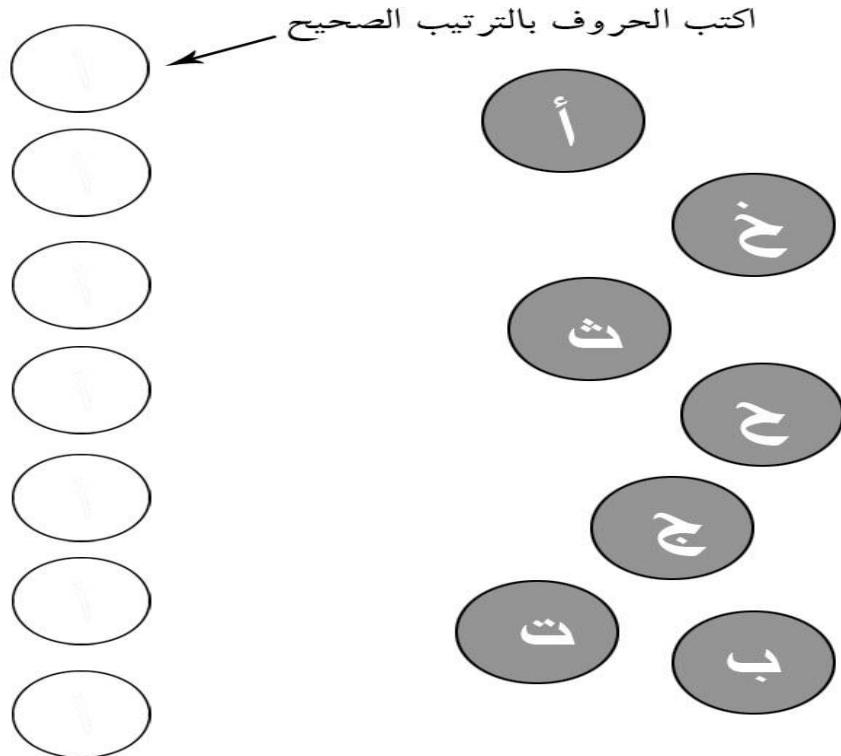 اكتب الحروف بالترتيب الصحيح
أ
خ
ث
ح
ج
ت
ب